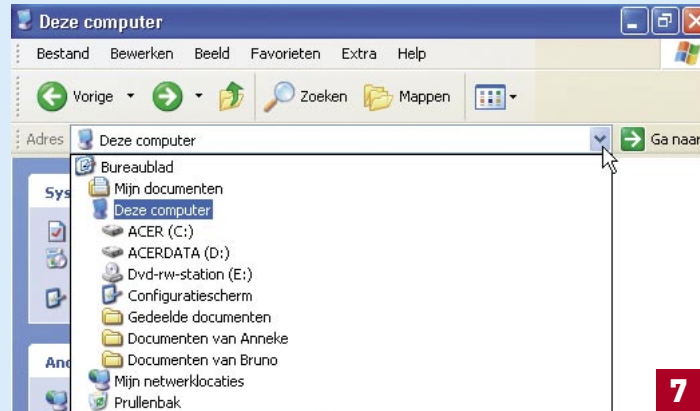 Deze computer
Bestand Bewerken Beeld Favorieten Extra Help
Vorige Zoeken Mappen
Adres Deze computer Ga naar
Bureaublad
Mijn documenten
Deze computer
ACER (C:)
ACERDATA (D:)
Dvd-rw-station (E:)
Configuratiescherm
Gedeelde documenten
Documenten van Anneke
Documenten van Bruno
Mijn netwerklocaties
Prullenbak
Sys
And
7